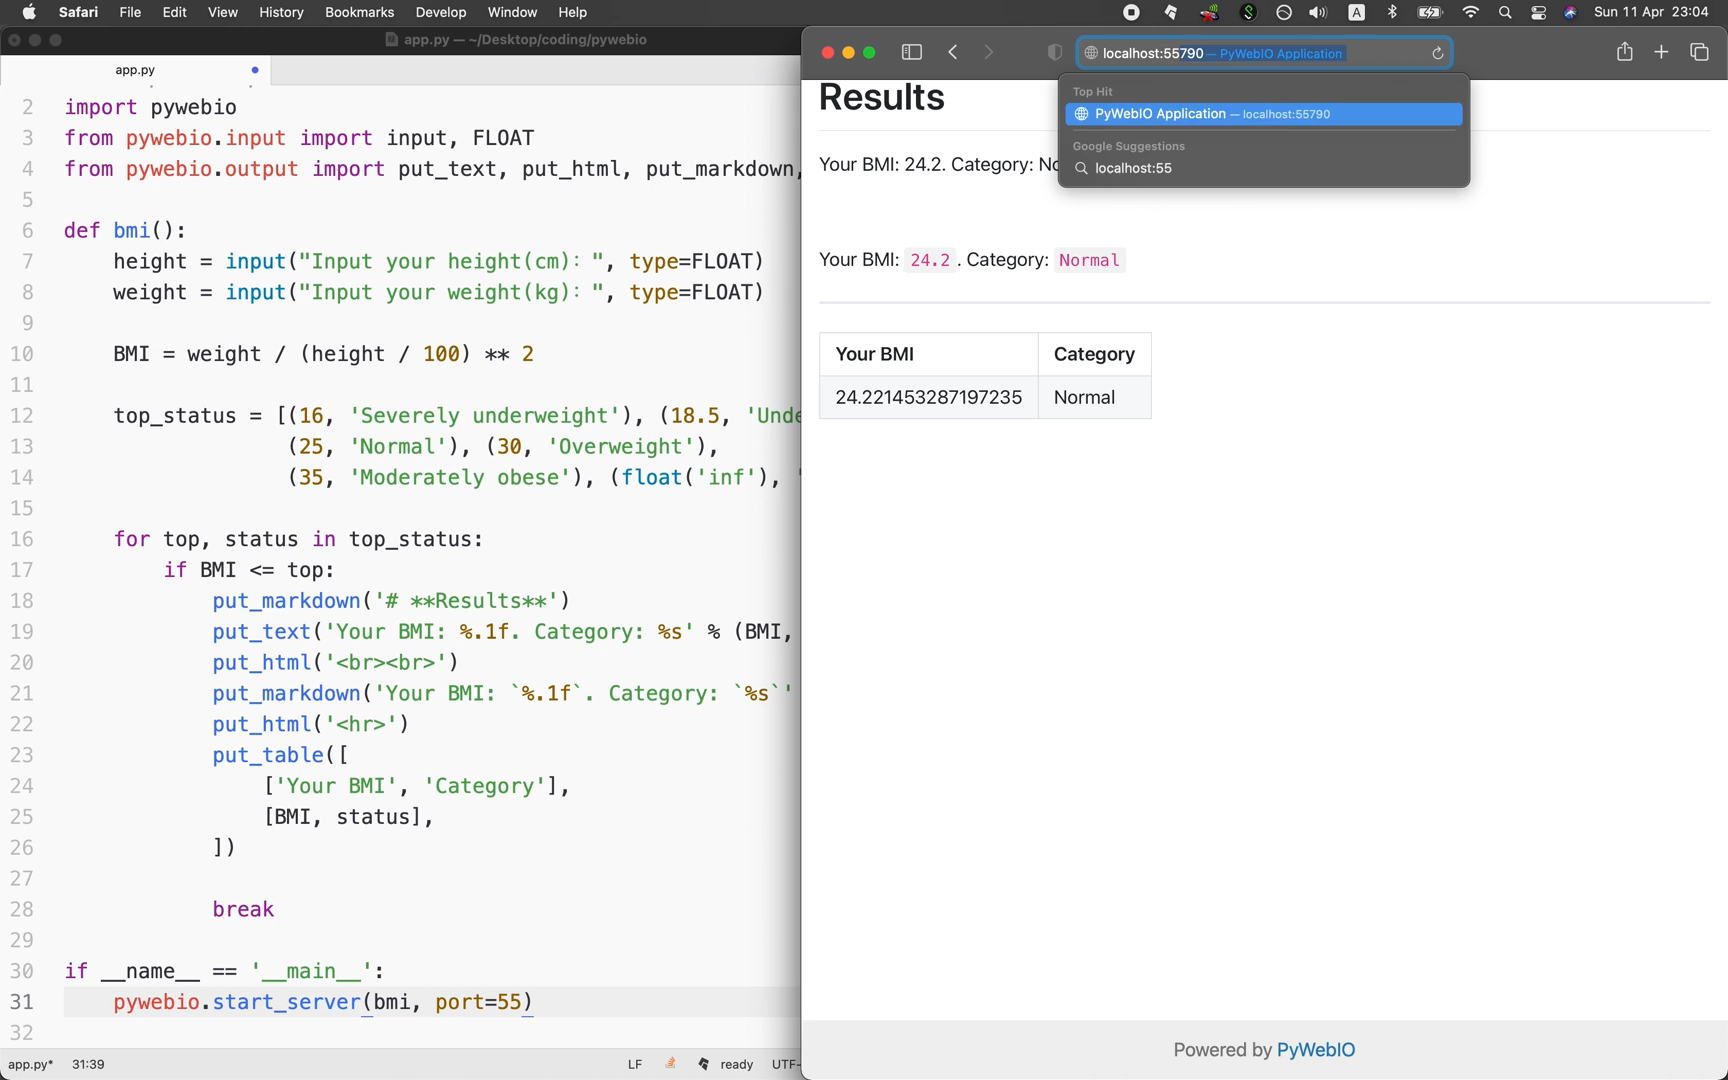 Safari File Edit View History Bookmarks Develop Window Help
A Sun 11 Apr 23:04
app.py — ~/Desktop/coding/pywebio
app.py
2 import pywebio
3 from pywebio.input import input, FLOAT
4 from pywebio.output import put_text, put_html, put_markdown,
5
6 def bmi():
7 height = input("Input your height(cm): ", type=FLOAT)
8 weight = input("Input your weight(kg): ", type=FLOAT)
9
10 BMI = weight / (height / 100) ** 2
11
12 top_status = [(16, 'Severely underweight'), (18.5, 'Unde
13 (25, 'Normal'), (30, 'Overweight'),
14 (35, 'Moderately obese'), (float('inf'), '
15
16 for top, status in top_status:
17 if BMI <= top:
18 put_markdown('# **Results**')
19 put_text('Your BMI: %.1f. Category: %s' % (BMI,
20 put_html('<br><br>')
21 put_markdown('Your BMI: `%.1f`. Category: `%s`'
22 put_html('<hr>')
23 put_table([
24 ['Your BMI', 'Category'],
25 [BMI, status],
26 ])
27
28 break
29
30 if __name__ == '__main__':
31 pywebio.start_server(bmi, port=55)
32
app.py* 31:39 LF ready UTF-
localhost:55790 — PyWebIO Application
Top Hit
PyWebIO Application — localhost:55790
Google Suggestions
localhost:55
Results
Your BMI: 24.2. Category: No
Your BMI: 24.2 . Category: Normal
Your BMI Category
24.221453287197235 Normal
Powered by PyWebIO